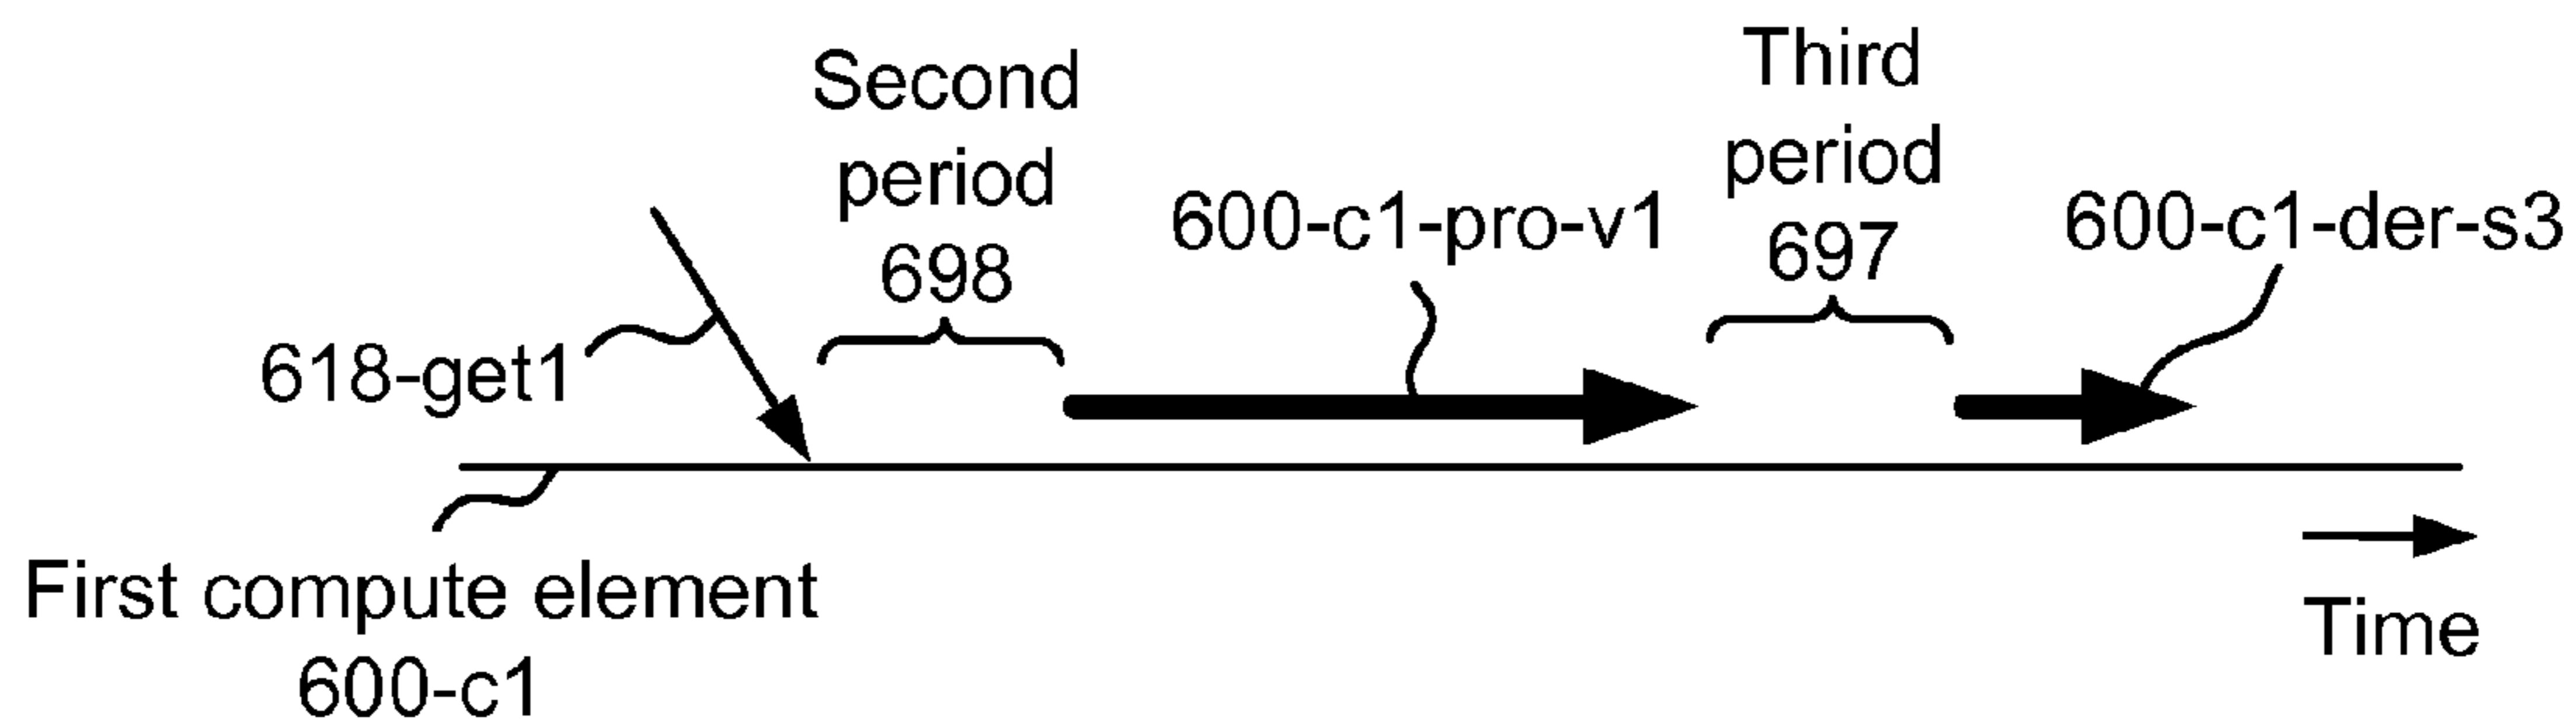 Second
period
698
Third
period
697
600-c1-pro-v1
600-c1-der-s3
618-get1
First compute element
600-c1
Time